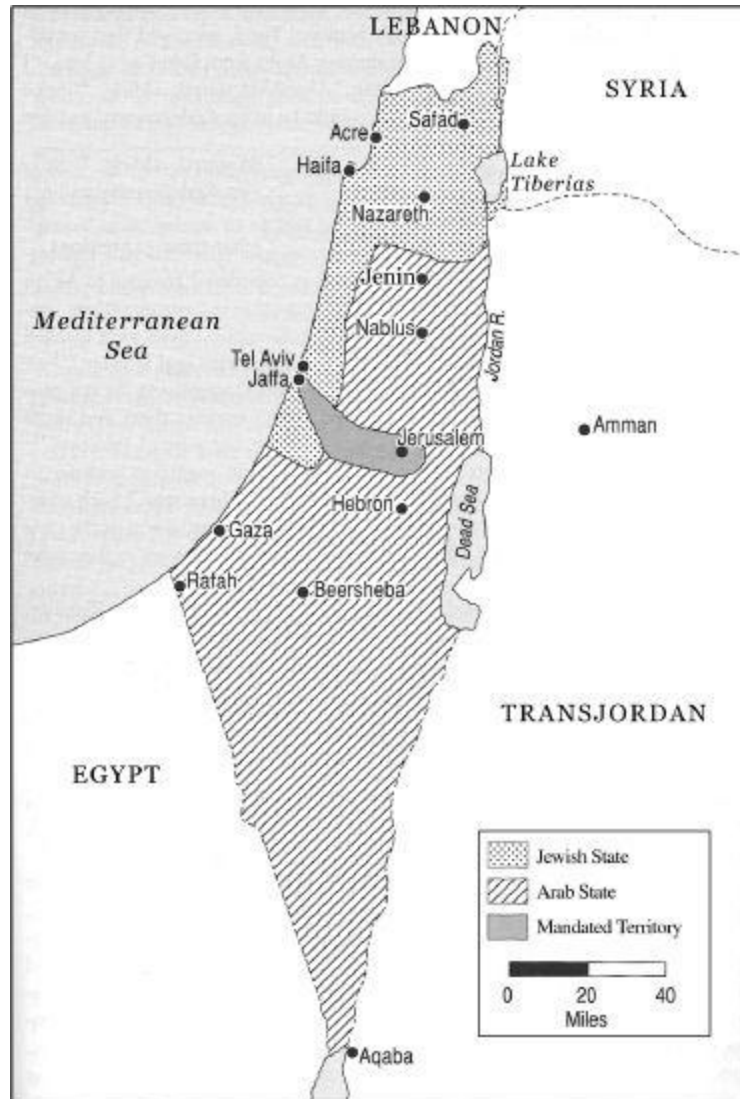 LEBANON
SYRIA
Safad
Acre
Haifa
Lake
Tiberias
Nazareth
Jenin
Mediterranean
Sea
Nablus
Jordan R.
Tel Aviv
Jaffa
Amman
Jerusalem
Hebron
Dead Sea
Gaza
Rafah
Beersheba
TRANSJORDAN
EGYPT
Jewish State
Arab State
Mandated Territory
0 20 40
Miles
Aqaba